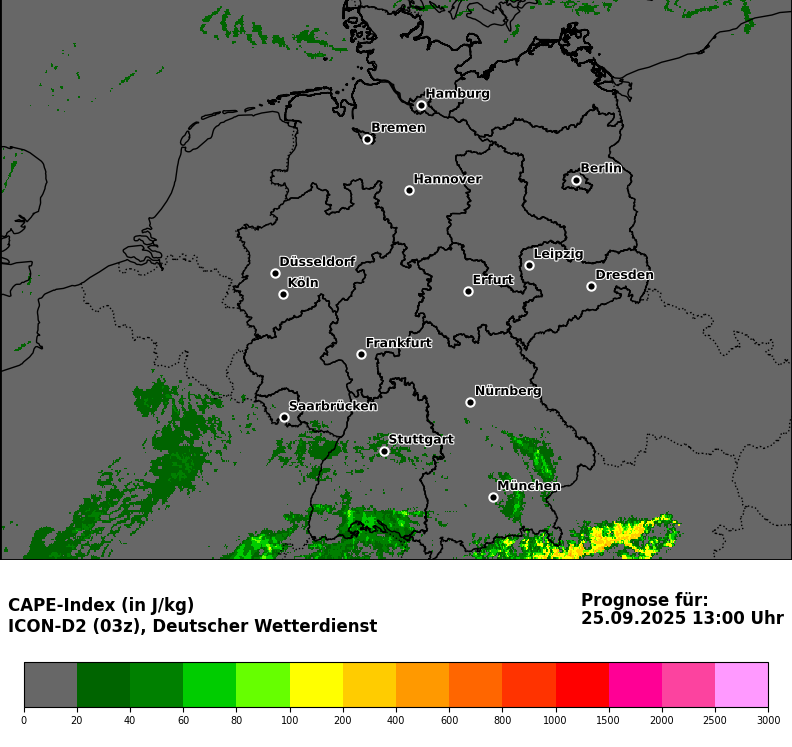 Hamburg
Bremen
Berlin
Hannover
Leipzig
Düsseldorf
Dresden
Erfurt
Köln
Frankfurt
Nürnberg
Saarbrücken
Stuttgart
München
CAPE-Index (in J/kg)
ICON-D2 (03z), Deutscher Wetterdienst
Prognose für:
25.09.2025 13:00 Uhr
0 20 40 60 80 100 200 400 600 800 1000 1500 2000 2500 3000